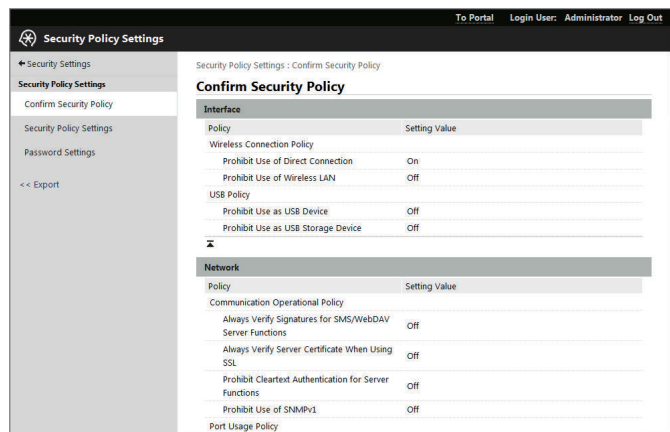 To Portal Login User: Administrator Log Out
Security Policy Settings
Security Settings
Security Policy Settings
Confirm Security Policy
Security Policy Settings
Password Settings
<< Export
Security Policy Settings : Confirm Security Policy
Confirm Security Policy
Interface
Policy Setting Value
Wireless Connection Policy
Prohibit Use of Direct Connection On
Prohibit Use of Wireless LAN Off
USB Policy
Prohibit Use as USB Device Off
Prohibit Use as USB Storage Device Off
Network
Policy Setting Value
Communication Operational Policy
Always Verify Signatures for SMS/WebDAV
Server Functions Off
Always Verify Server Certificate When Using
SSL Off
Prohibit Cleartext Authentication for Server
Functions Off
Prohibit Use of SNMPv1 Off
Port Usage Policy